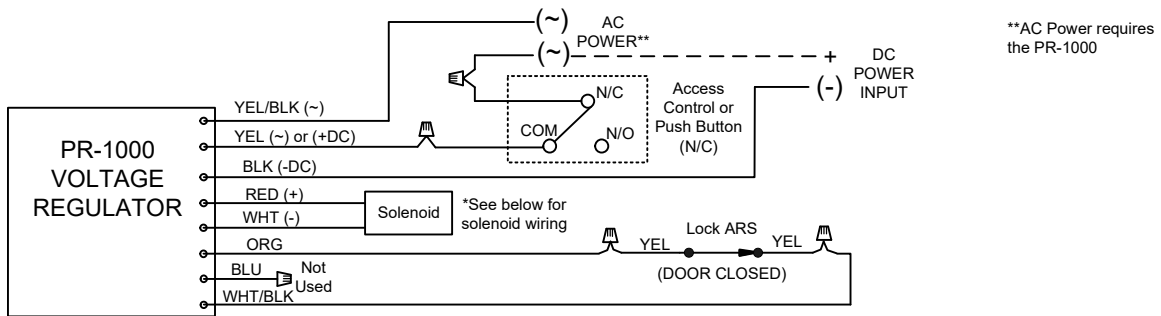 (~)
AC
POWER**
(~)
**AC Power requires
the PR-1000
+
DC
POWER
INPUT
(-)
N/C
COM
N/O
Access
Control or
Push Button
(N/C)
PR-1000
VOLTAGE
REGULATOR
YEL/BLK (~)
YEL (~) or (+DC)
BLK (-DC)
RED (+)
WHT (-)
ORG
BLU
WHT/BLK
Solenoid
*See below for
solenoid wiring
Not
Used
YEL
Lock ARS
YEL
(DOOR CLOSED)